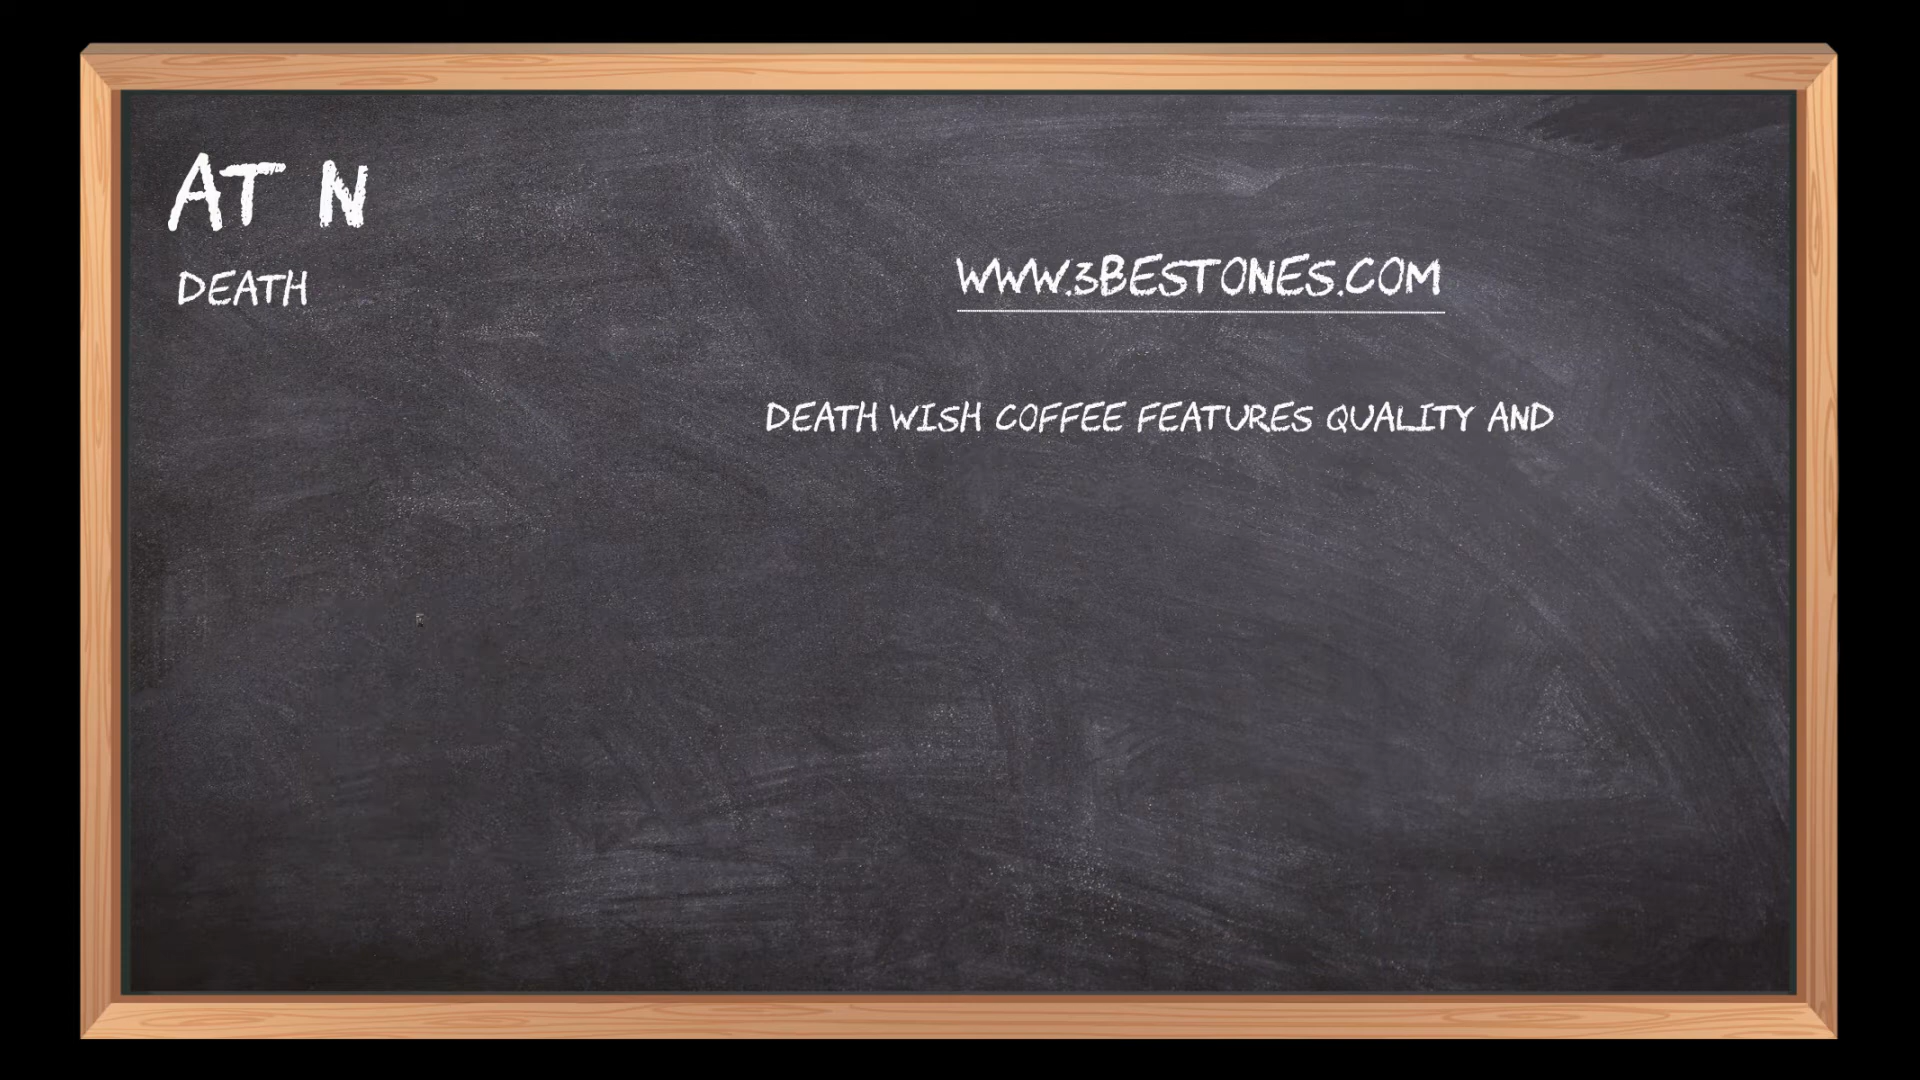 AT N
DEATH
WWW.3BESTONES.COM
DEATH WISH COFFEE FEATURES QUALITY AND